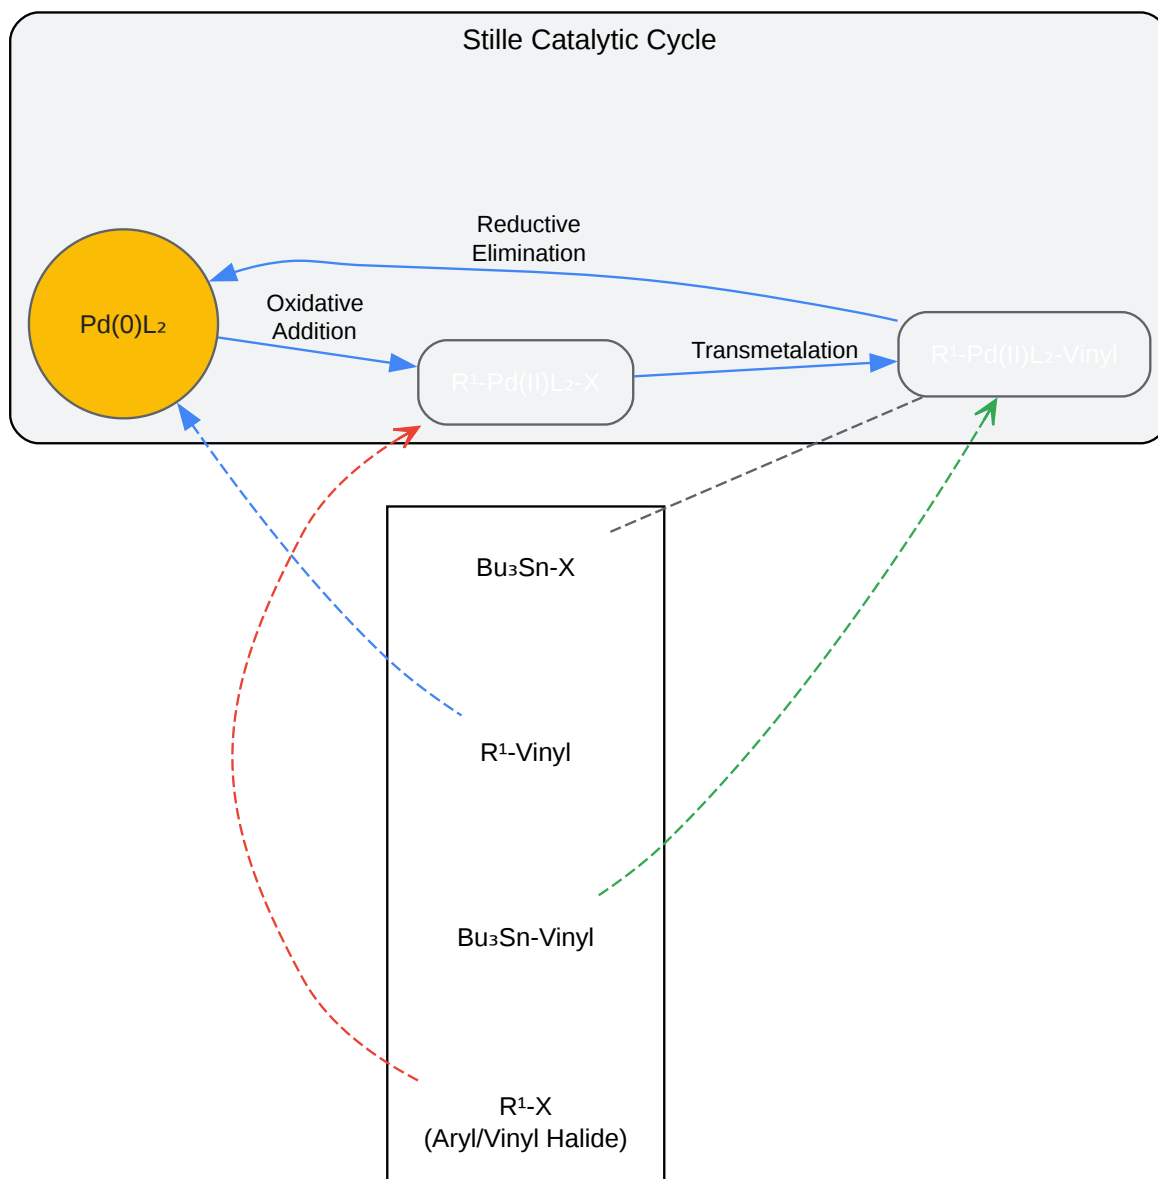 Stille Catalytic Cycle
Reductive
Elimination
Oxidative
Addition
Pd(0)L₂
R¹-Pd(II)L₂-X
Transmetalation
R¹-Pd(II)L₂-Vinyl
Bu₃Sn-X
R¹-Vinyl
Bu₃Sn-Vinyl
R¹-X
(Aryl/Vinyl Halide)